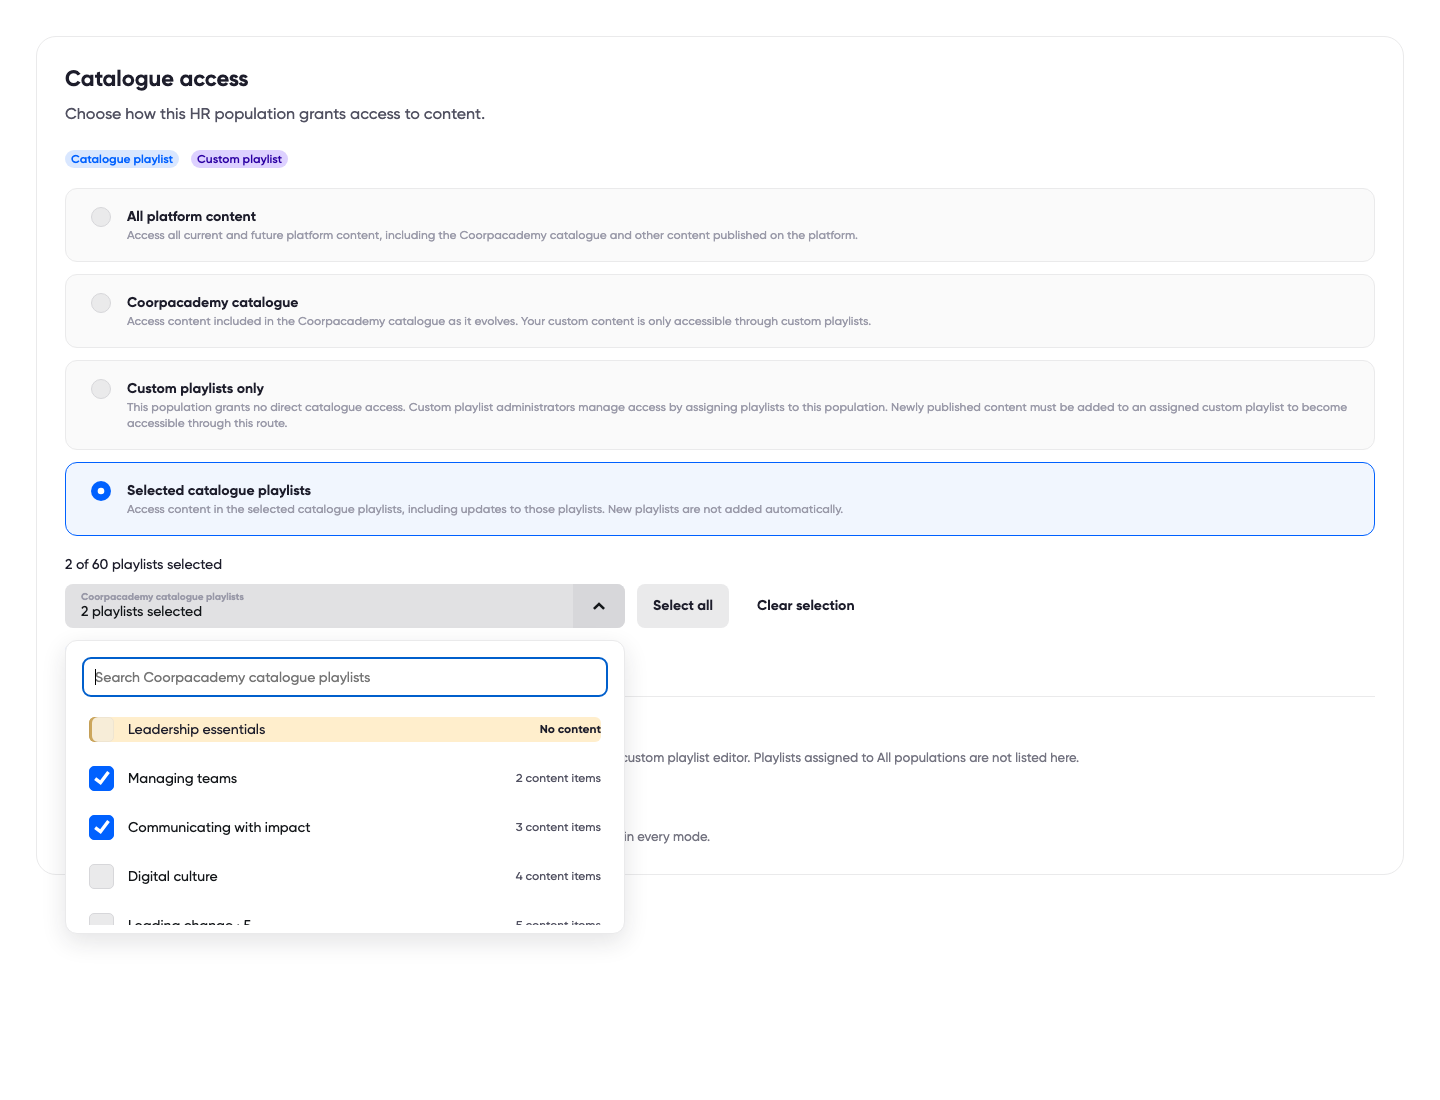 Catalogue access
Choose how this HR population grants access to content.
Catalogue playlist Custom playlist
All platform content
Access all current and future platform content, including the Coorpacademy catalogue and other content published on the platform.
Coorpacademy catalogue
Access content included in the Coorpacademy catalogue as it evolves. Your custom content is only accessible through custom playlists.
Custom playlists only
This population grants no direct catalogue access. Custom playlist administrators manage access by assigning playlists to this population. Newly published content must be added to an assigned custom playlist to become
accessible through this route.
Selected catalogue playlists
Access content in the selected catalogue playlists, including updates to those playlists. New playlists are not added automatically.
2 of 60 playlists selected
Coorpacademy catalogue playlists
2 playlists selected
Select all
Clear selection
Search Coorpacademy catalogue playlists
Leadership essentials No content
custom playlist editor. Playlists assigned to All populations are not listed here.
Managing teams 2 content items
Communicating with impact 3 content items
in every mode.
Digital culture 4 content items
Leading change · 5 5 content items